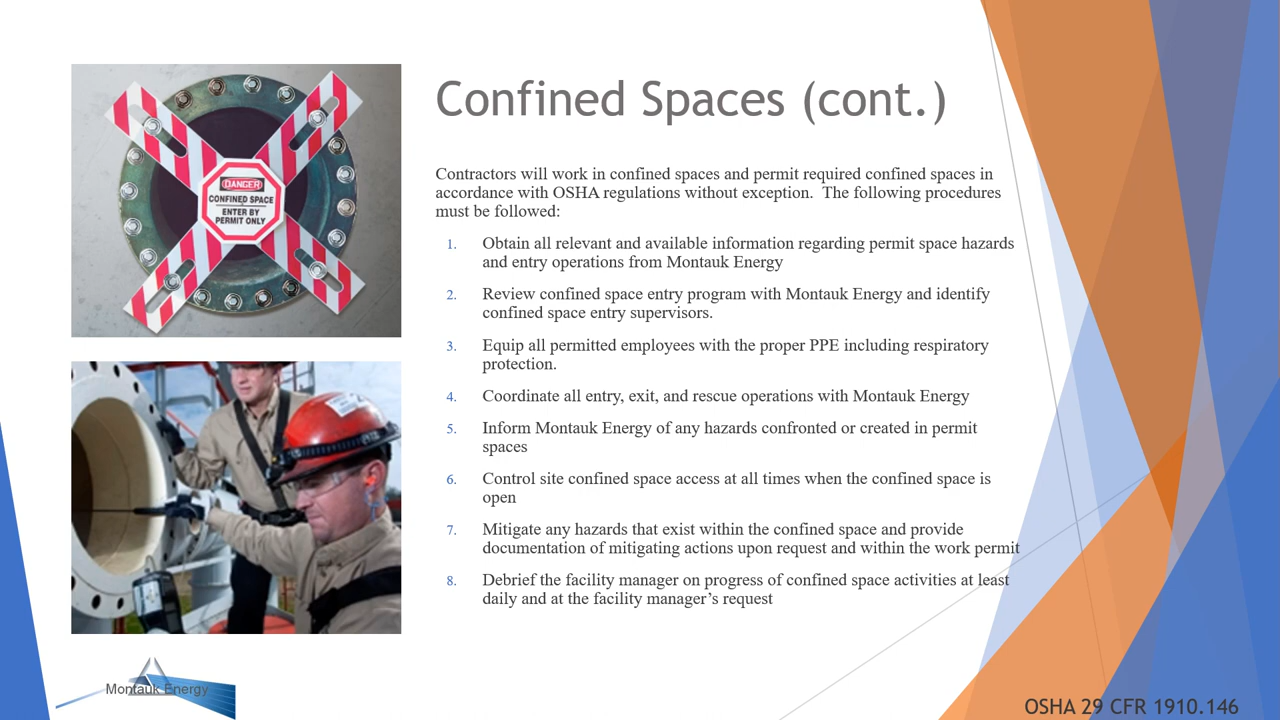 Confined Spaces (cont.)
DANGER
CONFINED SPACE
ENTER BY
PERMIT ONLY
Contractors will work in confined spaces and permit required confined spaces in
accordance with OSHA regulations without exception.  The following procedures
must be followed:
1. Obtain all relevant and available information regarding permit space hazards
and entry operations from Montauk Energy
2. Review confined space entry program with Montauk Energy and identify
confined space entry supervisors.
3. Equip all permitted employees with the proper PPE including respiratory
protection.
4. Coordinate all entry, exit, and rescue operations with Montauk Energy
5. Inform Montauk Energy of any hazards confronted or created in permit
spaces
6. Control site confined space access at all times when the confined space is
open
7. Mitigate any hazards that exist within the confined space and provide
documentation of mitigating actions upon request and within the work permit
8. Debrief the facility manager on progress of confined space activities at least
daily and at the facility manager’s request
Montauk Energy
OSHA 29 CFR 1910.146